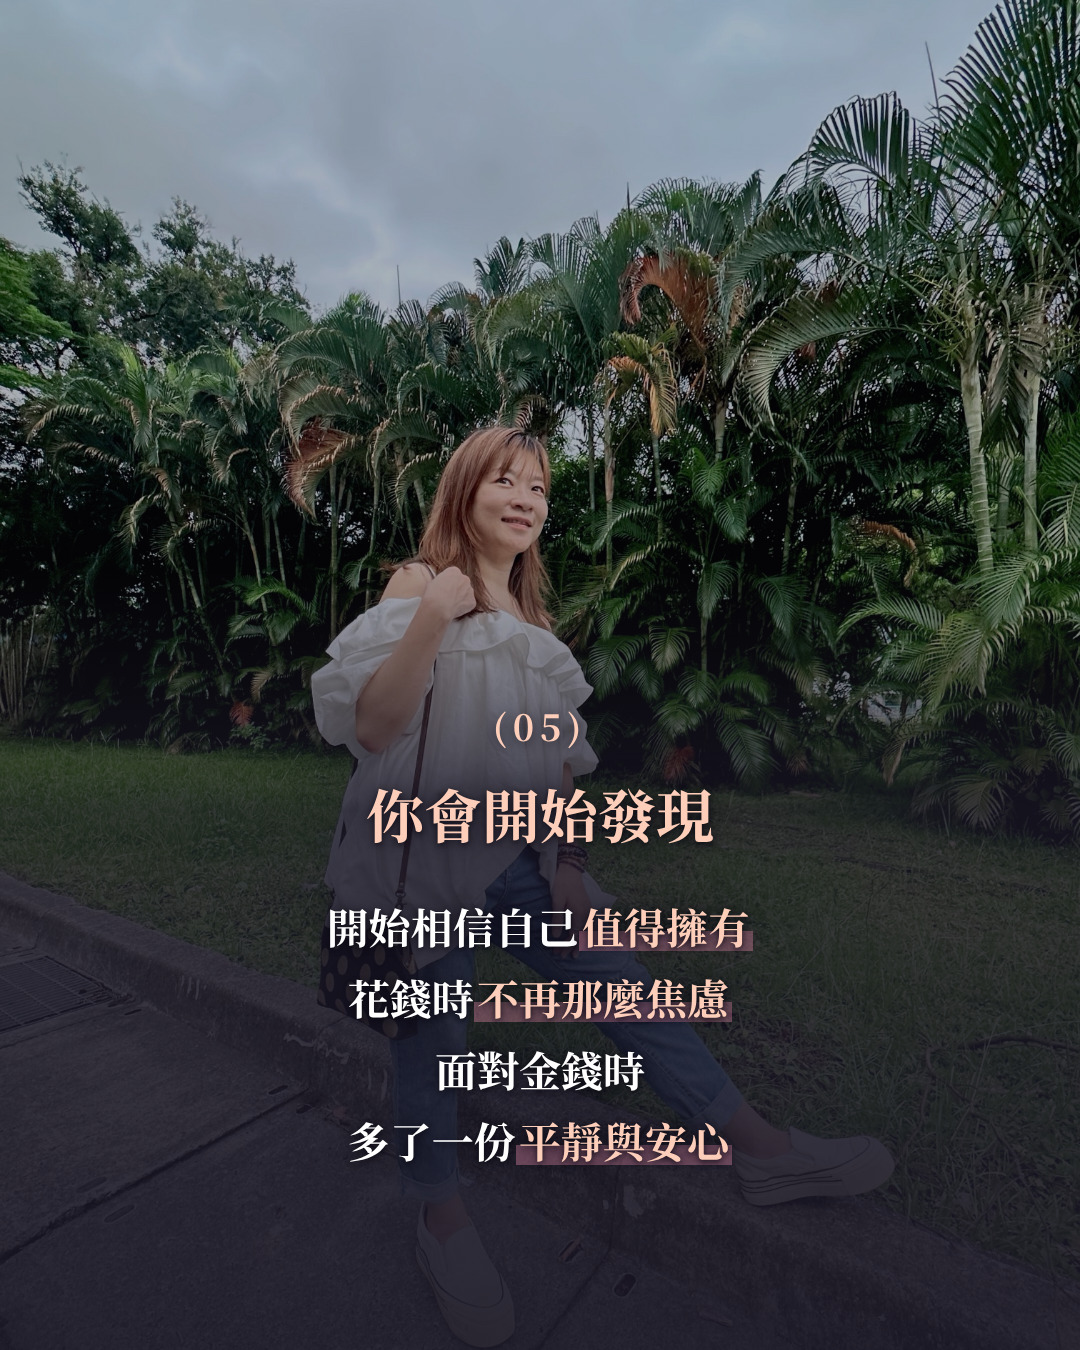 (05)
你會開始發現
開始相信自己值得擁有
花錢時不再那麼焦慮
面對金錢時
多了一份平靜與安心